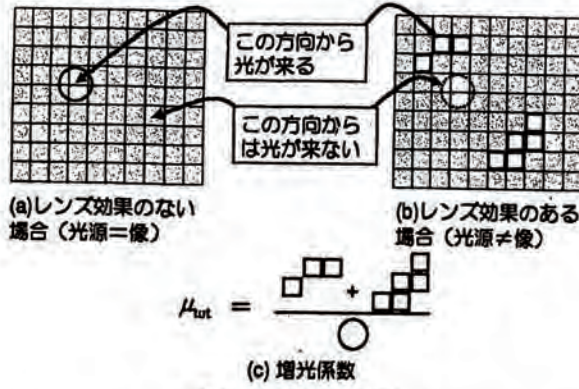 この方向から
光が来る
この方向から
は光が来ない
(a)レンズ効果のない
場合（光源＝像）
(b)レンズ効果のある
場合（光源≠像）
μtot =
+
(c) 増光係数